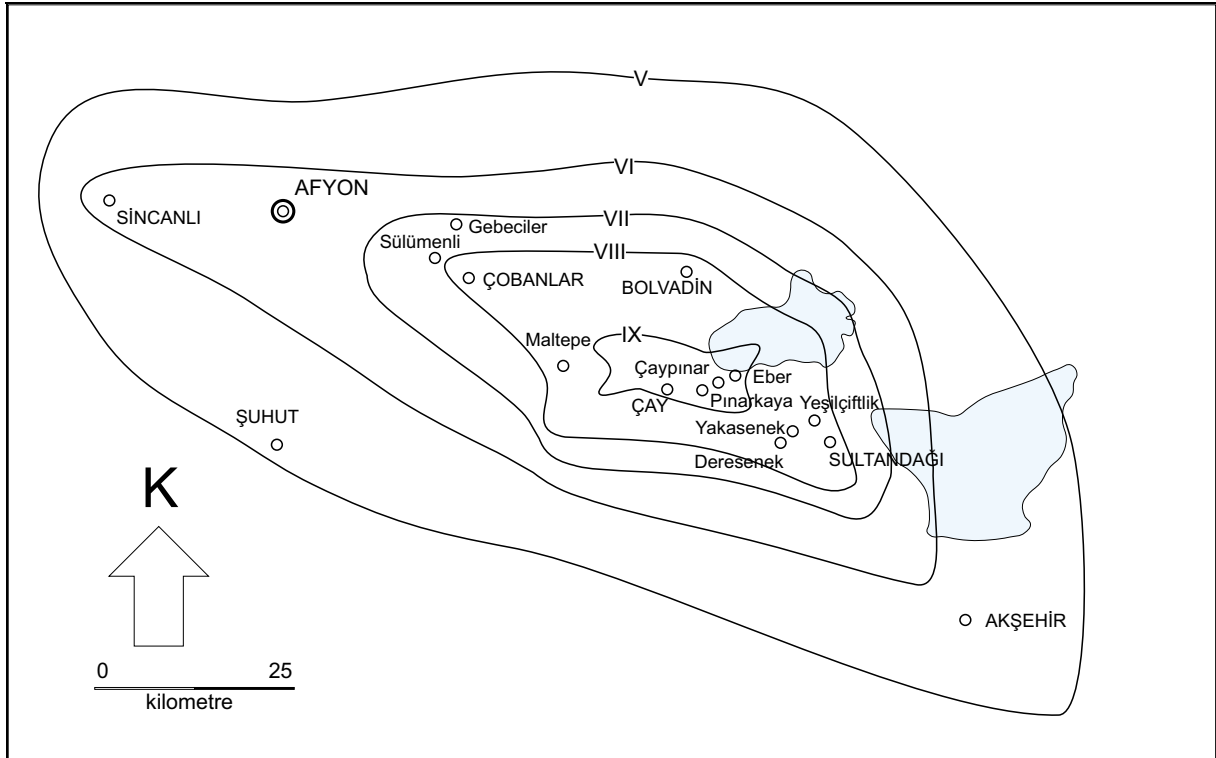 V
VI
AFYON
SİNCANLI
VII
Gebeciler
Sülümenli
VIII
ÇOBANLAR
BOLVADİN
IX
Maltepe
Çaypınar
Eber
ÇAY
Pınarkaya
Yeşilçiftlik
ŞUHUT
Yakasenek
Deresenek
SULTANDAĞI
K
AKŞEHİR
0 25
kilometre